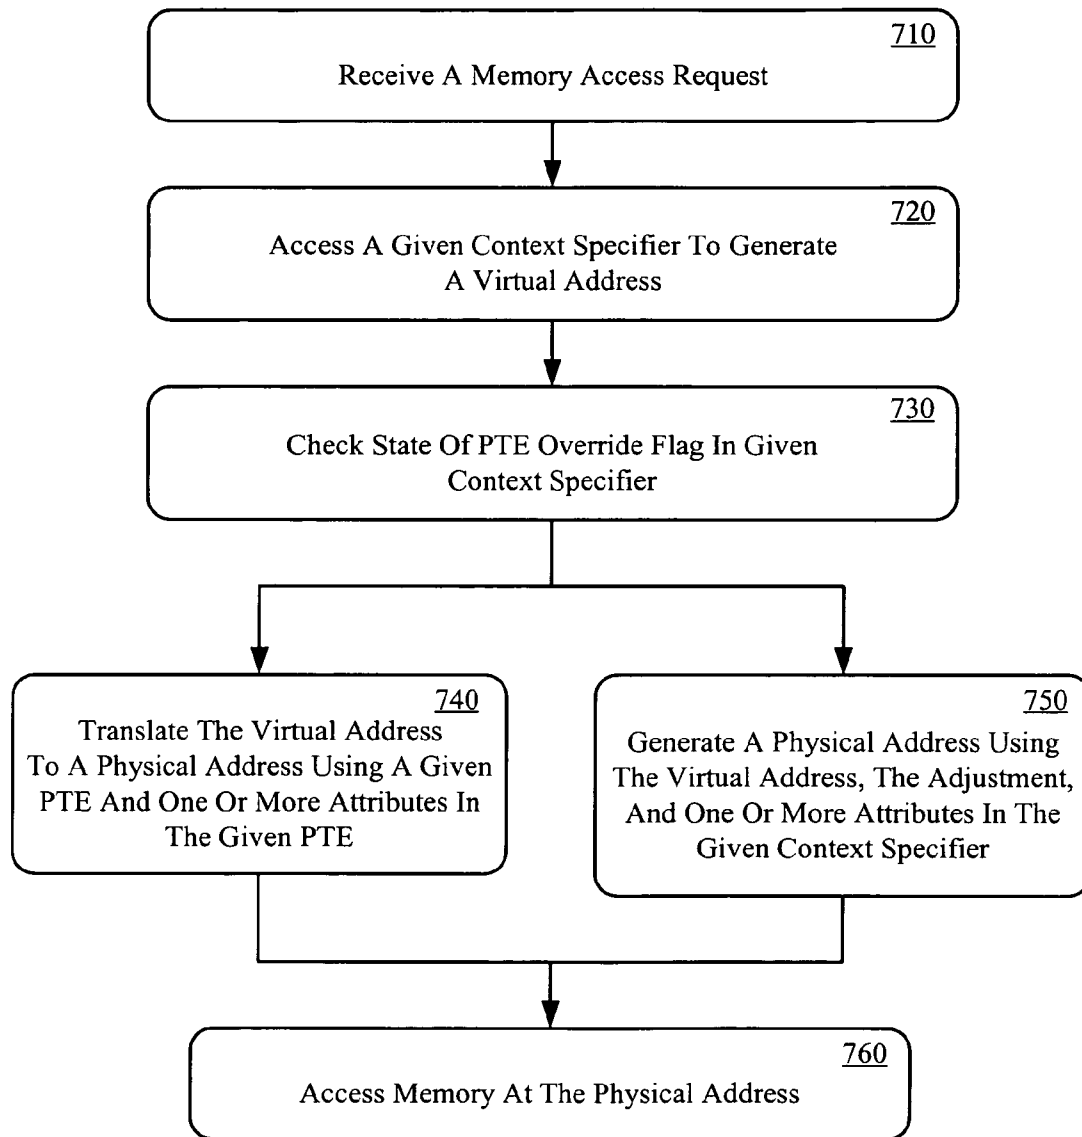 710
Receive A Memory Access Request
720
Access A Given Context Specifier To Generate
A Virtual Address
730
Check State Of PTE Override Flag In Given
Context Specifier
740
Translate The Virtual Address
To A Physical Address Using A Given
PTE And One Or More Attributes In
The Given PTE
750
Generate A Physical Address Using
The Virtual Address, The Adjustment,
And One Or More Attributes In The
Given Context Specifier
760
Access Memory At The Physical Address